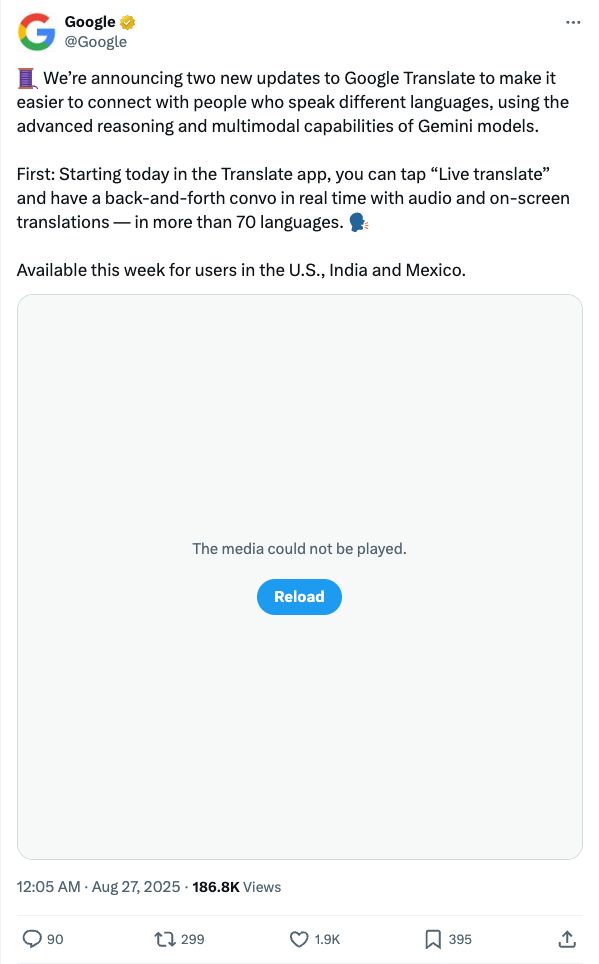 Google
@Google
🧵 We’re announcing two new updates to Google Translate to make it
easier to connect with people who speak different languages, using the
advanced reasoning and multimodal capabilities of Gemini models.
First: Starting today in the Translate app, you can tap “Live translate”
and have a back-and-forth convo in real time with audio and on-screen
translations — in more than 70 languages. 🗣️
Available this week for users in the U.S., India and Mexico.
The media could not be played.
Reload
12:05 AM · Aug 27, 2025 · 186.8K Views
90 299 1.9K 395